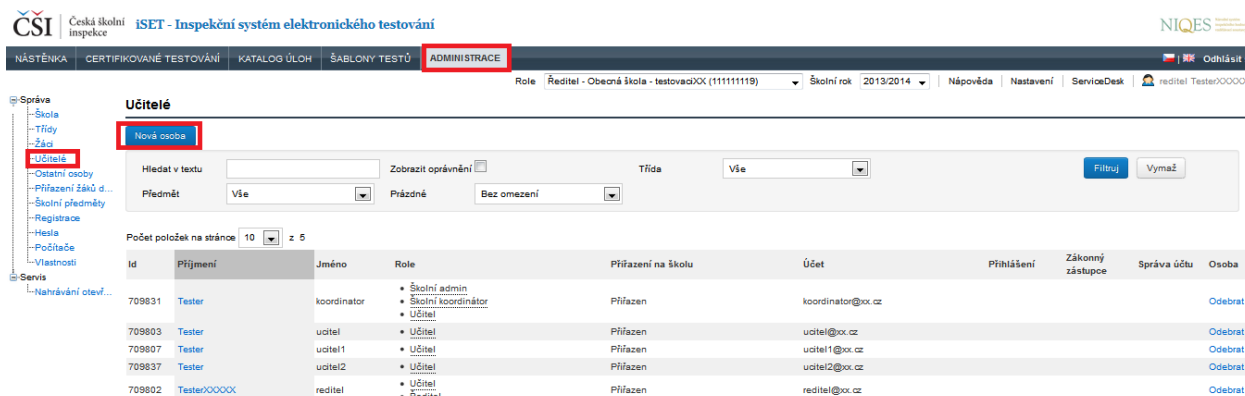 ČŠI Česká školní inspekce iSET - Inspekční systém elektronického testování NIQES
NÁSTĚNKA CERTIFIKOVANÉ TESTOVÁNÍ KATALOG ÚLOH ŠABLONY TESTŮ ADMINISTRACE Odhlásit
Role Ředitel - Obecná škola - testovaciXX (111111119) Školní rok 2013/2014 Nápověda Nastavení ServiceDesk reditel TesterXXXXX
Správa
Škola
Třídy
Žáci
Učitelé
Ostatní osoby
Přiřazení žáků d...
Školní předměty
Registrace
Hesla
Počítače
Vlastnosti
Servis
Nahrávání otevř...
Učitelé
Nová osoba
Hledat v textu Zobrazit oprávnění Třída Vše Filtruj Vymaž
Předmět Vše Prázdné Bez omezení
Počet položek na stránce 10 z 5
Id Příjmení Jméno Role Přiřazení na školu Účet Přihlášení Zákonný zástupce Správa účtu Osoba
709831 Tester koordinator • Školní admin • Školní koordinátor • Učitel Přiřazen koordinator@xx.cz Odebrat
709803 Tester ucitel • Učitel Přiřazen ucitel@xx.cz Odebrat
709807 Tester ucitel1 • Učitel Přiřazen ucitel1@xx.cz Odebrat
709837 Tester ucitel2 • Učitel Přiřazen ucitel2@xx.cz Odebrat
709802 TesterXXXXX reditel • Učitel • Ředitel Přiřazen reditel@xx.cz Odebrat